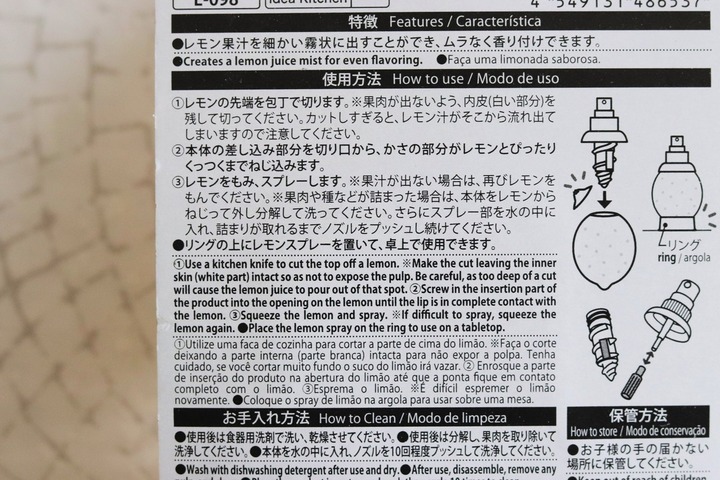 L-098
Idea Kitchen
4 549131 486537
特徴 Features / Característica
●レモン果汁を細かい霧状に出すことができ、ムラなく香り付けできます。
●Creates a lemon juice mist for even flavoring. ●Faça uma limonada saborosa.
使用方法 How to use / Modo de uso
①レモンの先端を包丁で切ります。※果肉が出ないよう、内皮(白い部分)を
残して切ってください。カットしすぎると、レモン汁がそこから流れ出て
しまいますので注意してください。
②本体の差し込み部分を切り口から、かさの部分がレモンとぴったり
くっつくまでねじ込みます。
③レモンをもみ、スプレーします。※果汁が出ない場合は、再びレモンを
もんでください。※果肉や種などが詰まった場合は、本体をレモンから
ねじって外し分解して洗ってください。さらにスプレー部を水の中に
入れ、詰まりが取れるまでノズルをプッシュし続けてください。
●リングの上にレモンスプレーを置いて、卓上で使用できます。
リング
ring / argola
①Use a kitchen knife to cut the top off a lemon. ※Make the cut leaving the inner
skin (white part) intact so as not to expose the pulp. Be careful, as too deep of a cut
will cause the lemon juice to pour out of that spot. ②Screw in the insertion part of
the product into the opening on the lemon until the lip is in complete contact with
the lemon. ③Squeeze the lemon and spray. ※If difficult to spray, squeeze the
lemon again. ●Place the lemon spray on the ring to use on a tabletop.
①Utilize uma faca de cozinha para cortar a parte de cima do limão. ※Faça o corte
deixando a parte interna (parte branca) intacta para não expor a polpa. Tenha
cuidado, se você cortar muito fundo o suco do limão irá vazar. ② Enrosque a parte
de inserção do produto na abertura do limão até que a ponta fique em contato
completo com o limão. ③Esprema o limão. ※É difícil espremer o limão
novamente. ●Coloque o spray de limão na argola para usar sobre uma mesa.
お手入れ方法 How to Clean / Modo de limpeza
●使用後は食器用洗剤で洗い、乾燥させてください。●使用後は分解し、果肉を取り除いて
洗浄してください。●本体を水の中に入れ、ノズルを10回程度プッシュして洗浄してください。
●Wash with dishwashing detergent after use and dry.●After use, disassemble, remove any
保管方法
How to store / Modo de conservação
●お子様の手の届かない
場所に保管してください。
●Keep out of reach of children